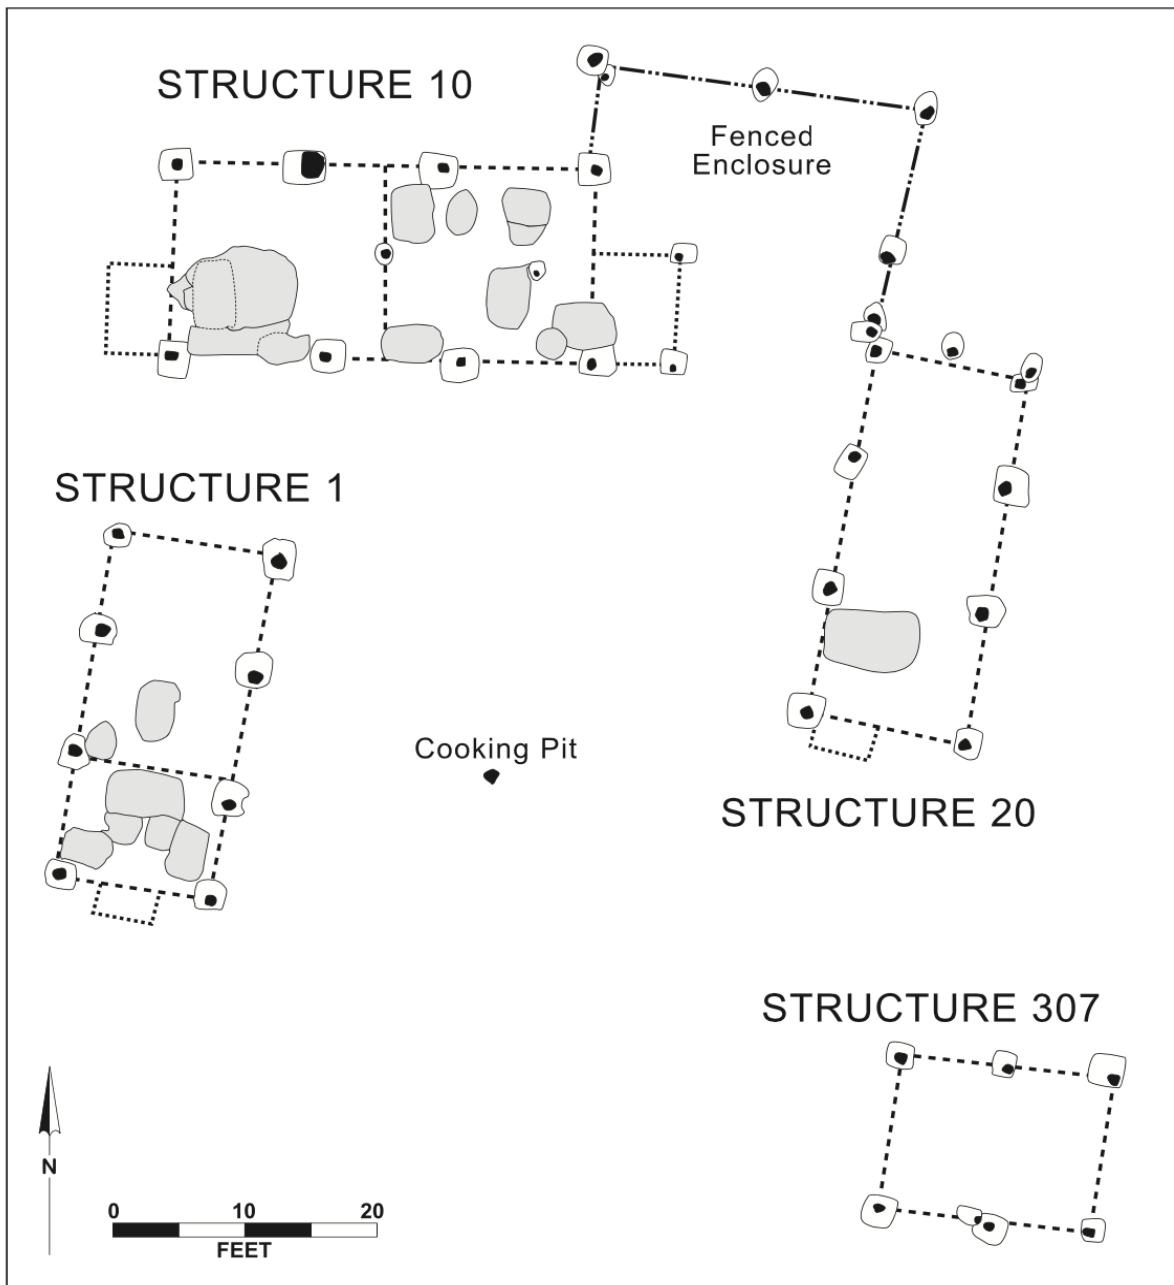 STRUCTURE 10
Fenced
Enclosure
STRUCTURE 1
Cooking Pit
STRUCTURE 20
STRUCTURE 307
N
0 10 20
FEET